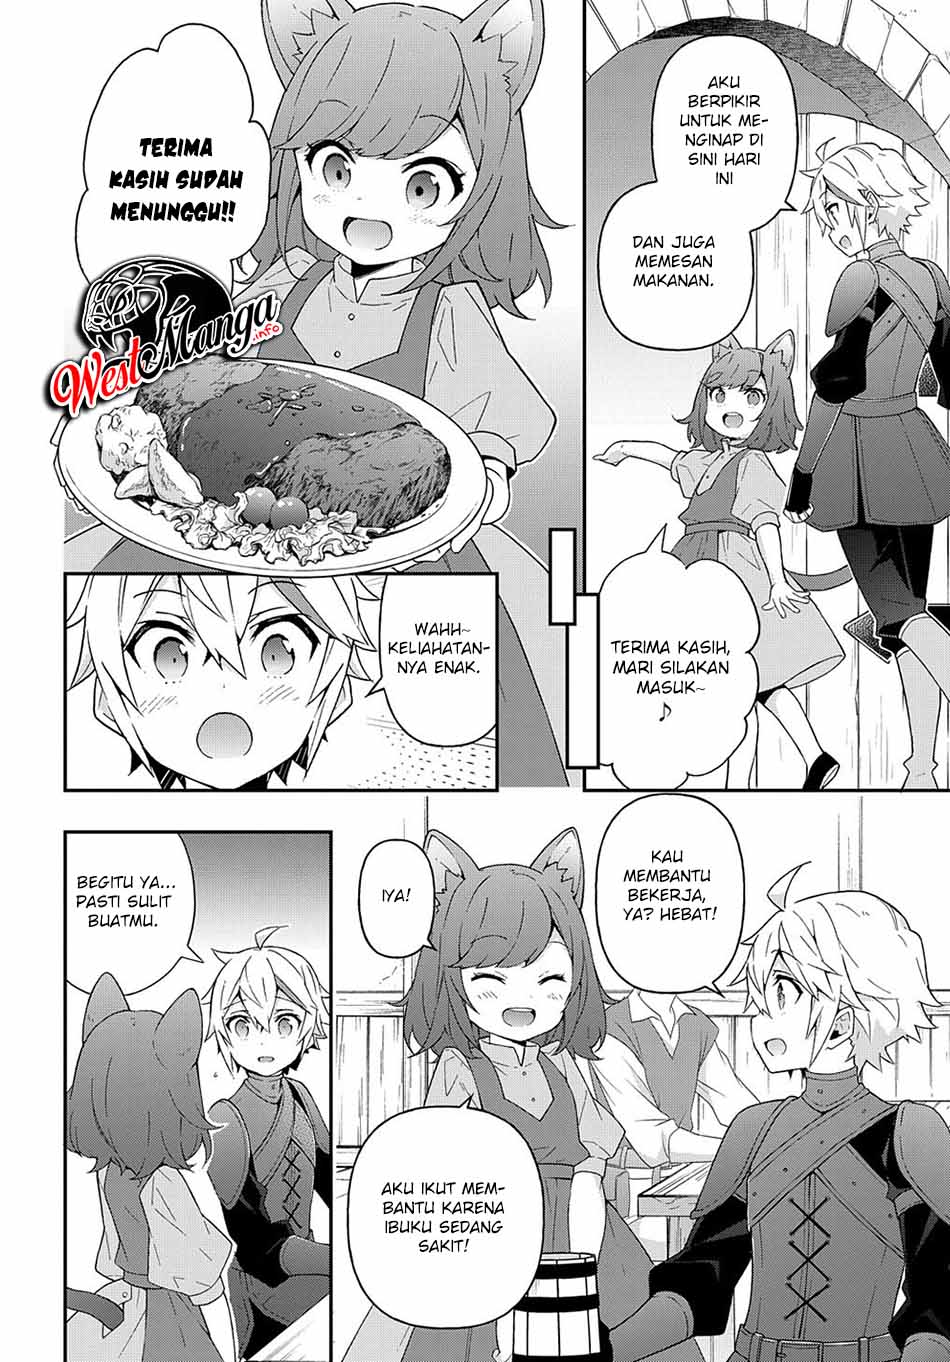 AKU
BERPIKIR
UNTUK ME-
NGINAP DI
SINI HARI
INI
DAN JUGA
MEMESAN
MAKANAN.
TERIMA KASIH,
MARI SILAKAN
MASUK~
♪
TERIMA
KASIH SUDAH
MENUNGGU!!
WestManga
.info
WAHH~
KELIAHATAN-
NYA ENAK.
KAU
MEMBANTU
BEKERJA,
YA? HEBAT!
IYA!
AKU IKUT MEM-
BANTU KARENA
IBUKU SEDANG
SAKIT!
BEGITU YA...
PASTI SULIT
BUATMU.